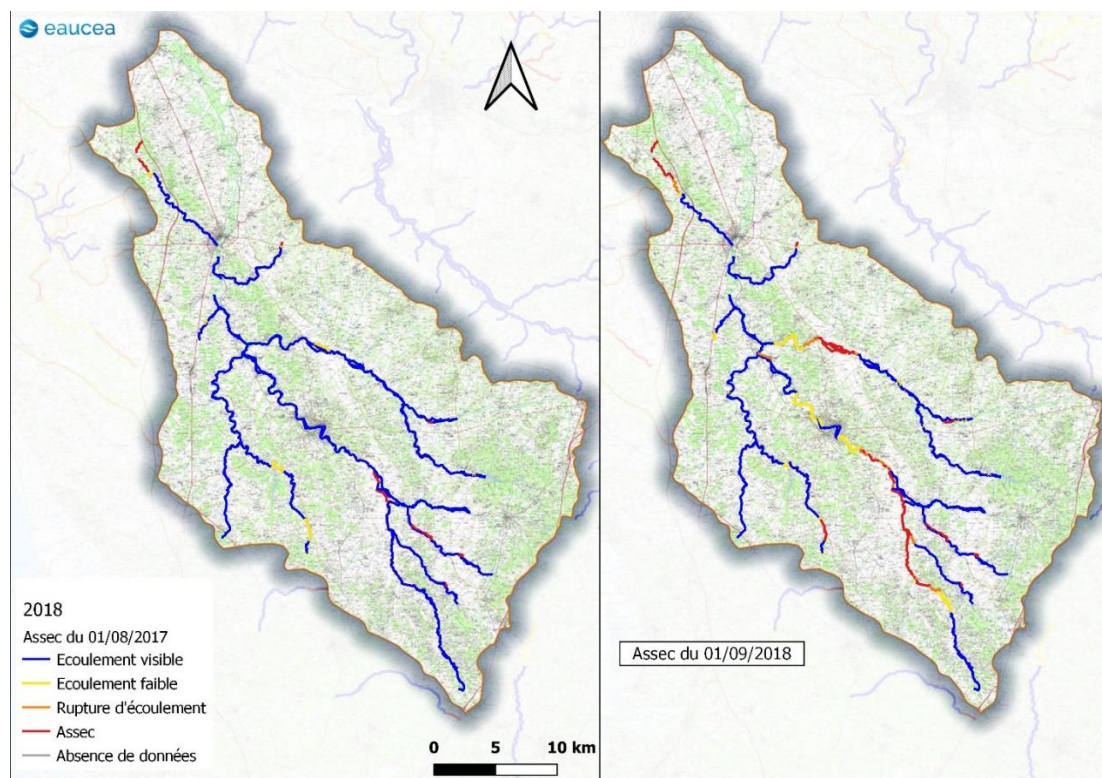 eaucea
2018
Assec du 01/08/2017
Ecoulement visible
Ecoulement faible
Rupture d'écoulement
Assec
Absence de données
0 5 10 km
Assec du 01/09/2018